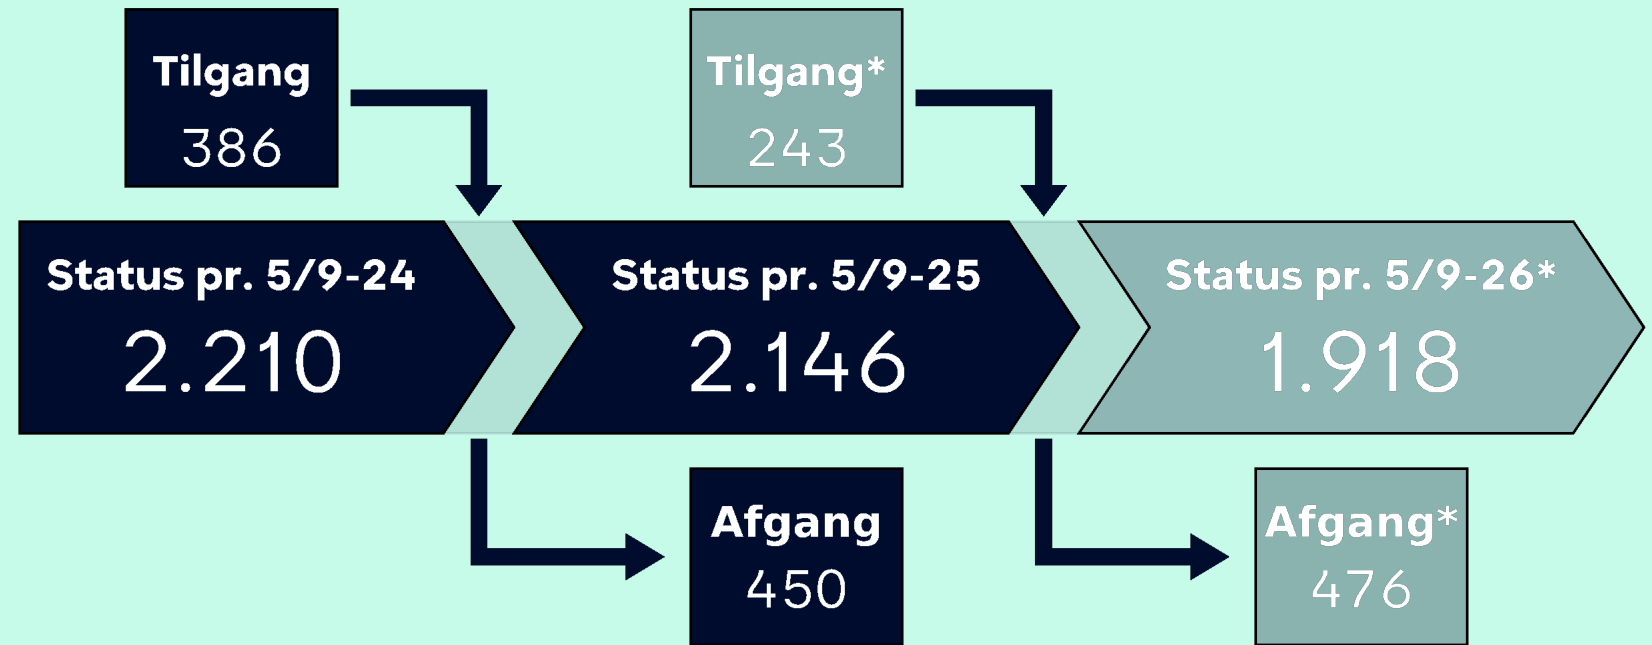 Tilgang
386
Tilgang*
243
Status pr. 5/9-24
2.210
Status pr. 5/9-25
2.146
Status pr. 5/9-26*
1.918
Afgang
450
Afgang*
476